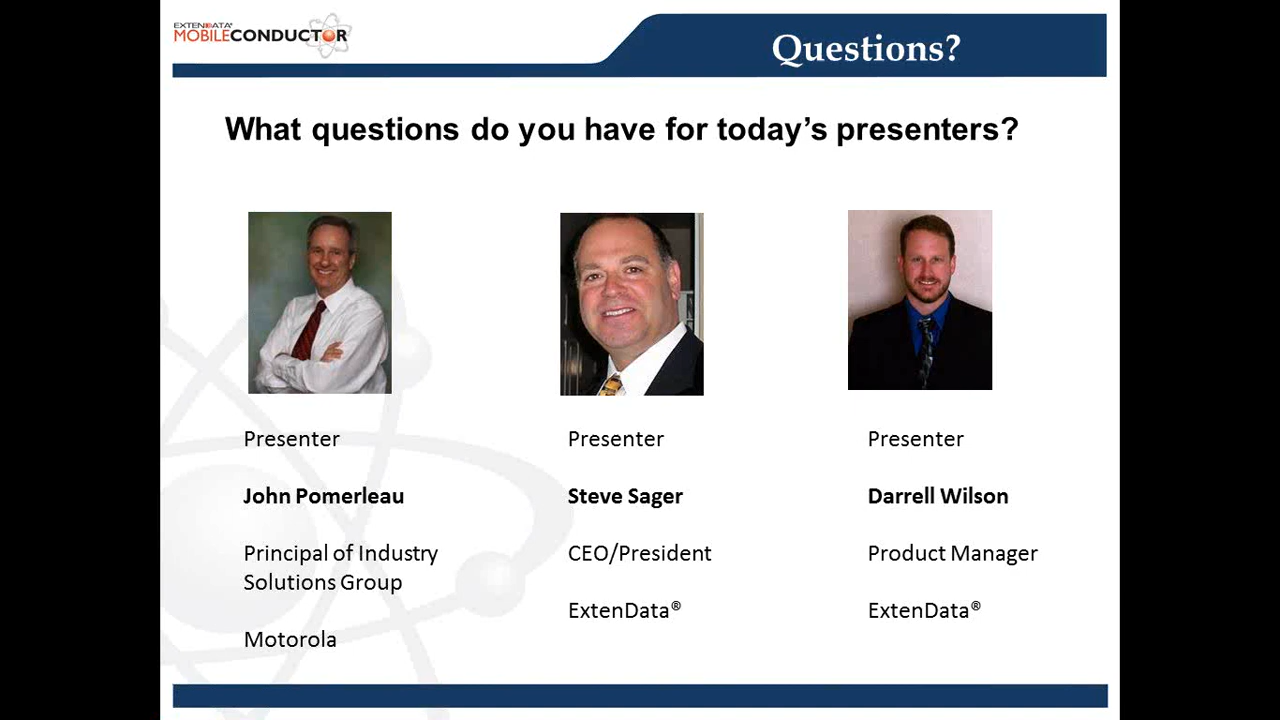 EXTENDATA®
MOBILECONDUCTOR
Questions?
What questions do you have for today's presenters?
Presenter
John Pomerleau
Principal of Industry
Solutions Group
Motorola
Presenter
Steve Sager
CEO/President
ExtenData®
Presenter
Darrell Wilson
Product Manager
ExtenData®